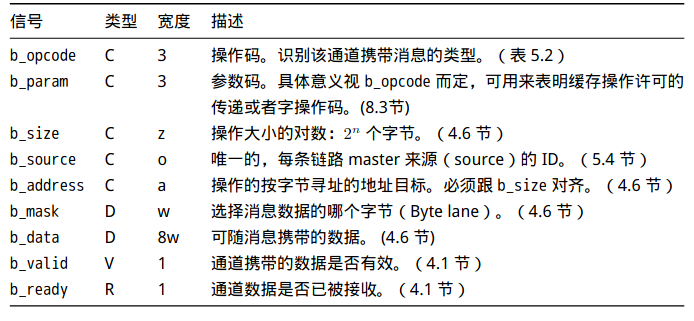 信号 类型 宽度 描述
b_opcode C 3 操作码。识别该通道携带消息的类型。（表 5.2）
b_param C 3 参数码。具体意义视 b_opcode 而定，可用来表明缓存操作许可的
传递或者字操作码。(8.3节)
b_size C z 操作大小的对数：2ⁿ 个字节。（4.6 节）
b_source C o 唯一的，每条链路 master 来源（source）的 ID。（5.4 节）
b_address C a 操作的按字节寻址的地址目标。必须跟 b_size 对齐。（4.6 节）
b_mask D w 选择消息数据的哪个字节（Byte lane）。（4.6 节）
b_data D 8w 可随消息携带的数据。 (4.6 节)
b_valid V 1 通道携带的数据是否有效。（4.1 节）
b_ready R 1 通道数据是否已被接收。（4.1 节）